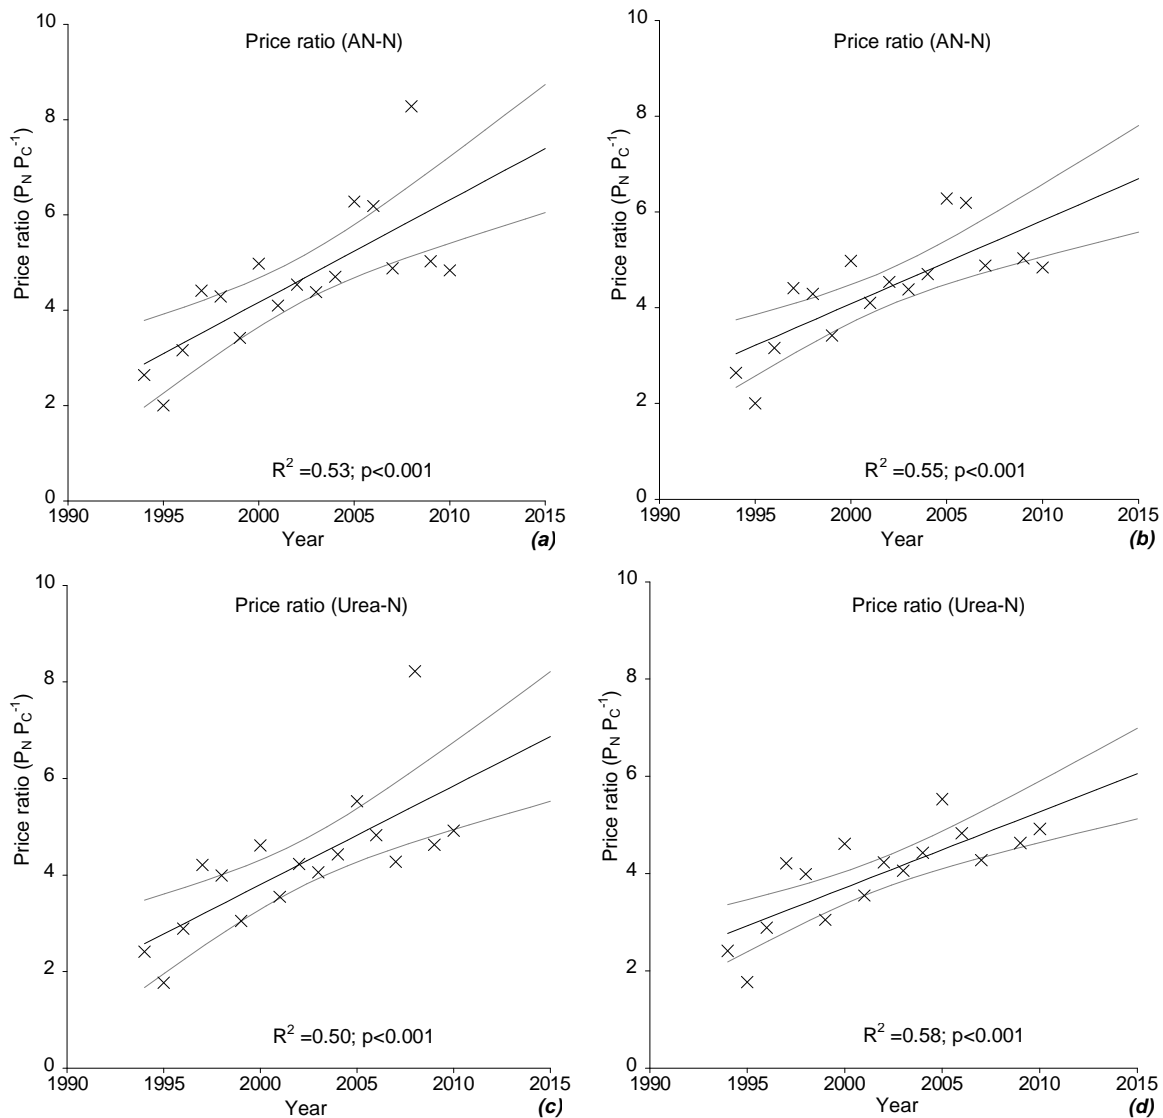 Price ratio (AN-N)
Price ratio (P_N P_C^-1)
10
8
6
4
2
0
1990 1995 2000 2005 2010 2015
R^2 =0.53; p<0.001
Year
(a)
Price ratio (AN-N)
Price ratio (P_N P_C^-1)
10
8
6
4
2
0
1990 1995 2000 2005 2010 2015
R^2 =0.55; p<0.001
Year
(b)
Price ratio (Urea-N)
Price ratio (P_N P_C^-1)
10
8
6
4
2
0
1990 1995 2000 2005 2010 2015
R^2 =0.50; p<0.001
Year
(c)
Price ratio (Urea-N)
Price ratio (P_N P_C^-1)
10
8
6
4
2
0
1990 1995 2000 2005 2010 2015
R^2 =0.58; p<0.001
Year
(d)